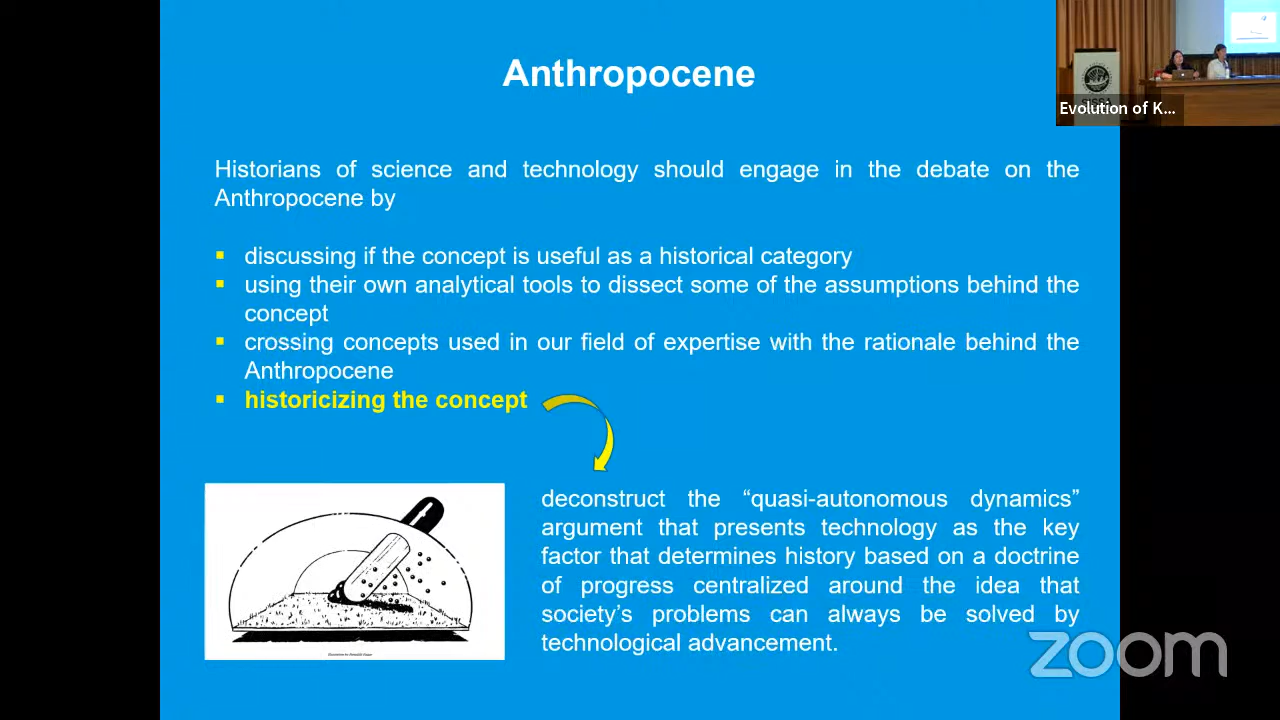 Anthropocene
Evolution of K...
Historians of science and technology should engage in the debate on the
Anthropocene by
discussing if the concept is useful as a historical category
using their own analytical tools to dissect some of the assumptions behind the
concept
crossing concepts used in our field of expertise with the rationale behind the
Anthropocene
historicizing the concept
deconstruct the “quasi-autonomous dynamics”
argument that presents technology as the key
factor that determines history based on a doctrine
of progress centralized around the idea that
society’s problems can always be solved by
technological advancement.
zoom